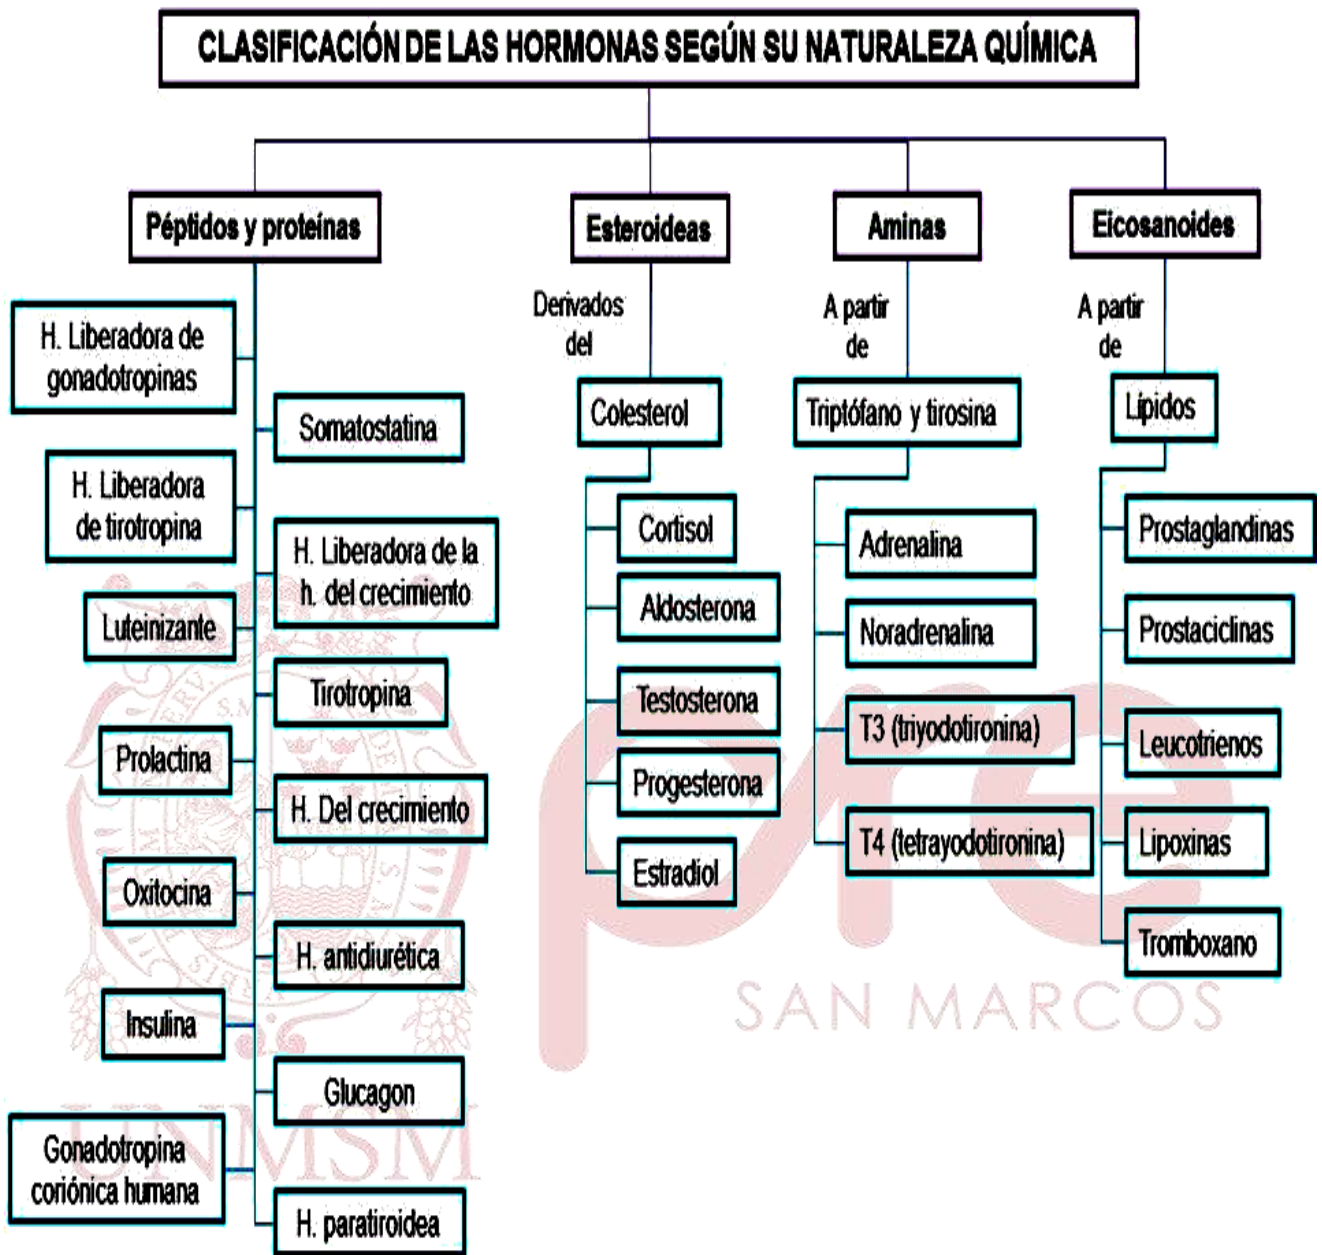 CLASIFICACIÓN DE LAS HORMONAS SEGÚN SU NATURALEZA QUÍMICA
Péptidos y proteínas
H. Liberadora de
gonadotropinas
Somatostatina
H. Liberadora
de tirotropina
H. Liberadora de la
h. del crecimiento
Luteinizante
Tirotropina
Prolactina
H. Del crecimiento
Oxitocina
H. antidiurética
Insulina
Glucagon
Gonadotropina
coriónica humana
H. paratiroidea
Esteroideas
Derivados
del
Colesterol
Cortisol
Aldosterona
Testosterona
Progesterona
Estradiol
Aminas
A partir
de
Triptófano y tirosina
Adrenalina
Noradrenalina
T3 (triyodotironina)
T4 (tetrayodotironina)
Eicosanoides
A partir
de
Lípidos
Prostaglandinas
Prostaciclinas
Leucotrienos
Lipoxinas
Tromboxano
pre
SAN MARCOS
UNMSM